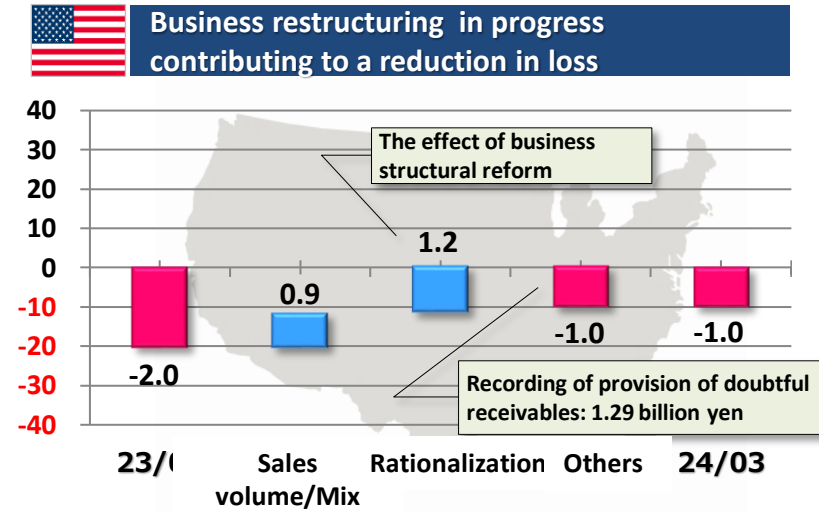 Business restructuring in progress
contributing to a reduction in loss
40
30
20
10
0
-10
-20
-30
-40
The effect of business
structural reform
1.2
0.9
-2.0
-1.0
-1.0
Recording of provision of doubtful
receivables: 1.29 billion yen
23/
Sales
volume/Mix
Rationalization
Others
24/03